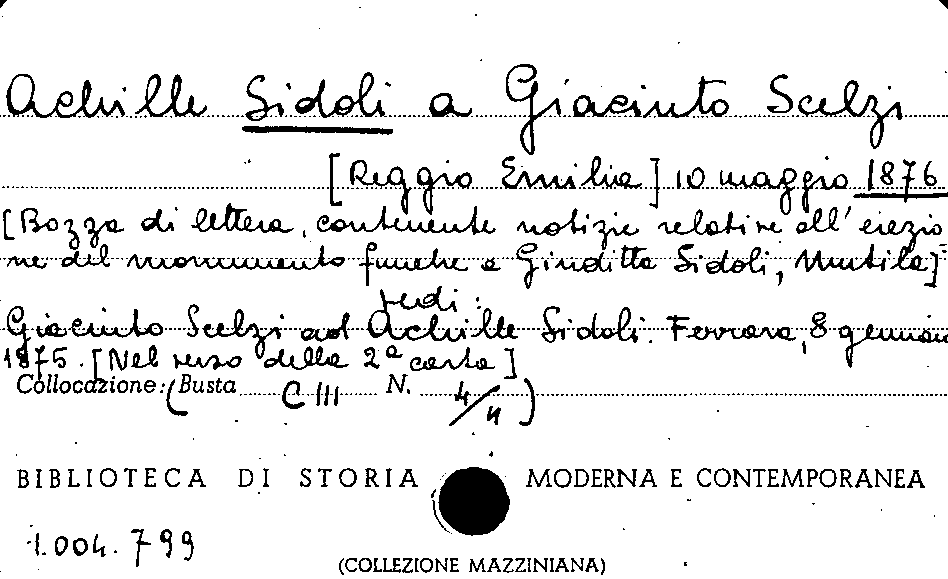 Achille Sidoli a Giacinto Scelzi
[Reggio Emilia] 10 maggio 1876
[Bozza di lettera, contenente notizie relative all'erezio
ne del monumento funebre a Giuditta Sidoli, Mutila]
vedi:
Giacinto Scelzi ad Achille Sidoli. Ferrara, 8 gennaio
1875. [Nel verso della 2ª carta]
Collocazione: (Busta C III N. 4/4)
BIBLIOTECA DI STORIA MODERNA E CONTEMPORANEA
1.004.799
(COLLEZIONE MAZZINIANA)